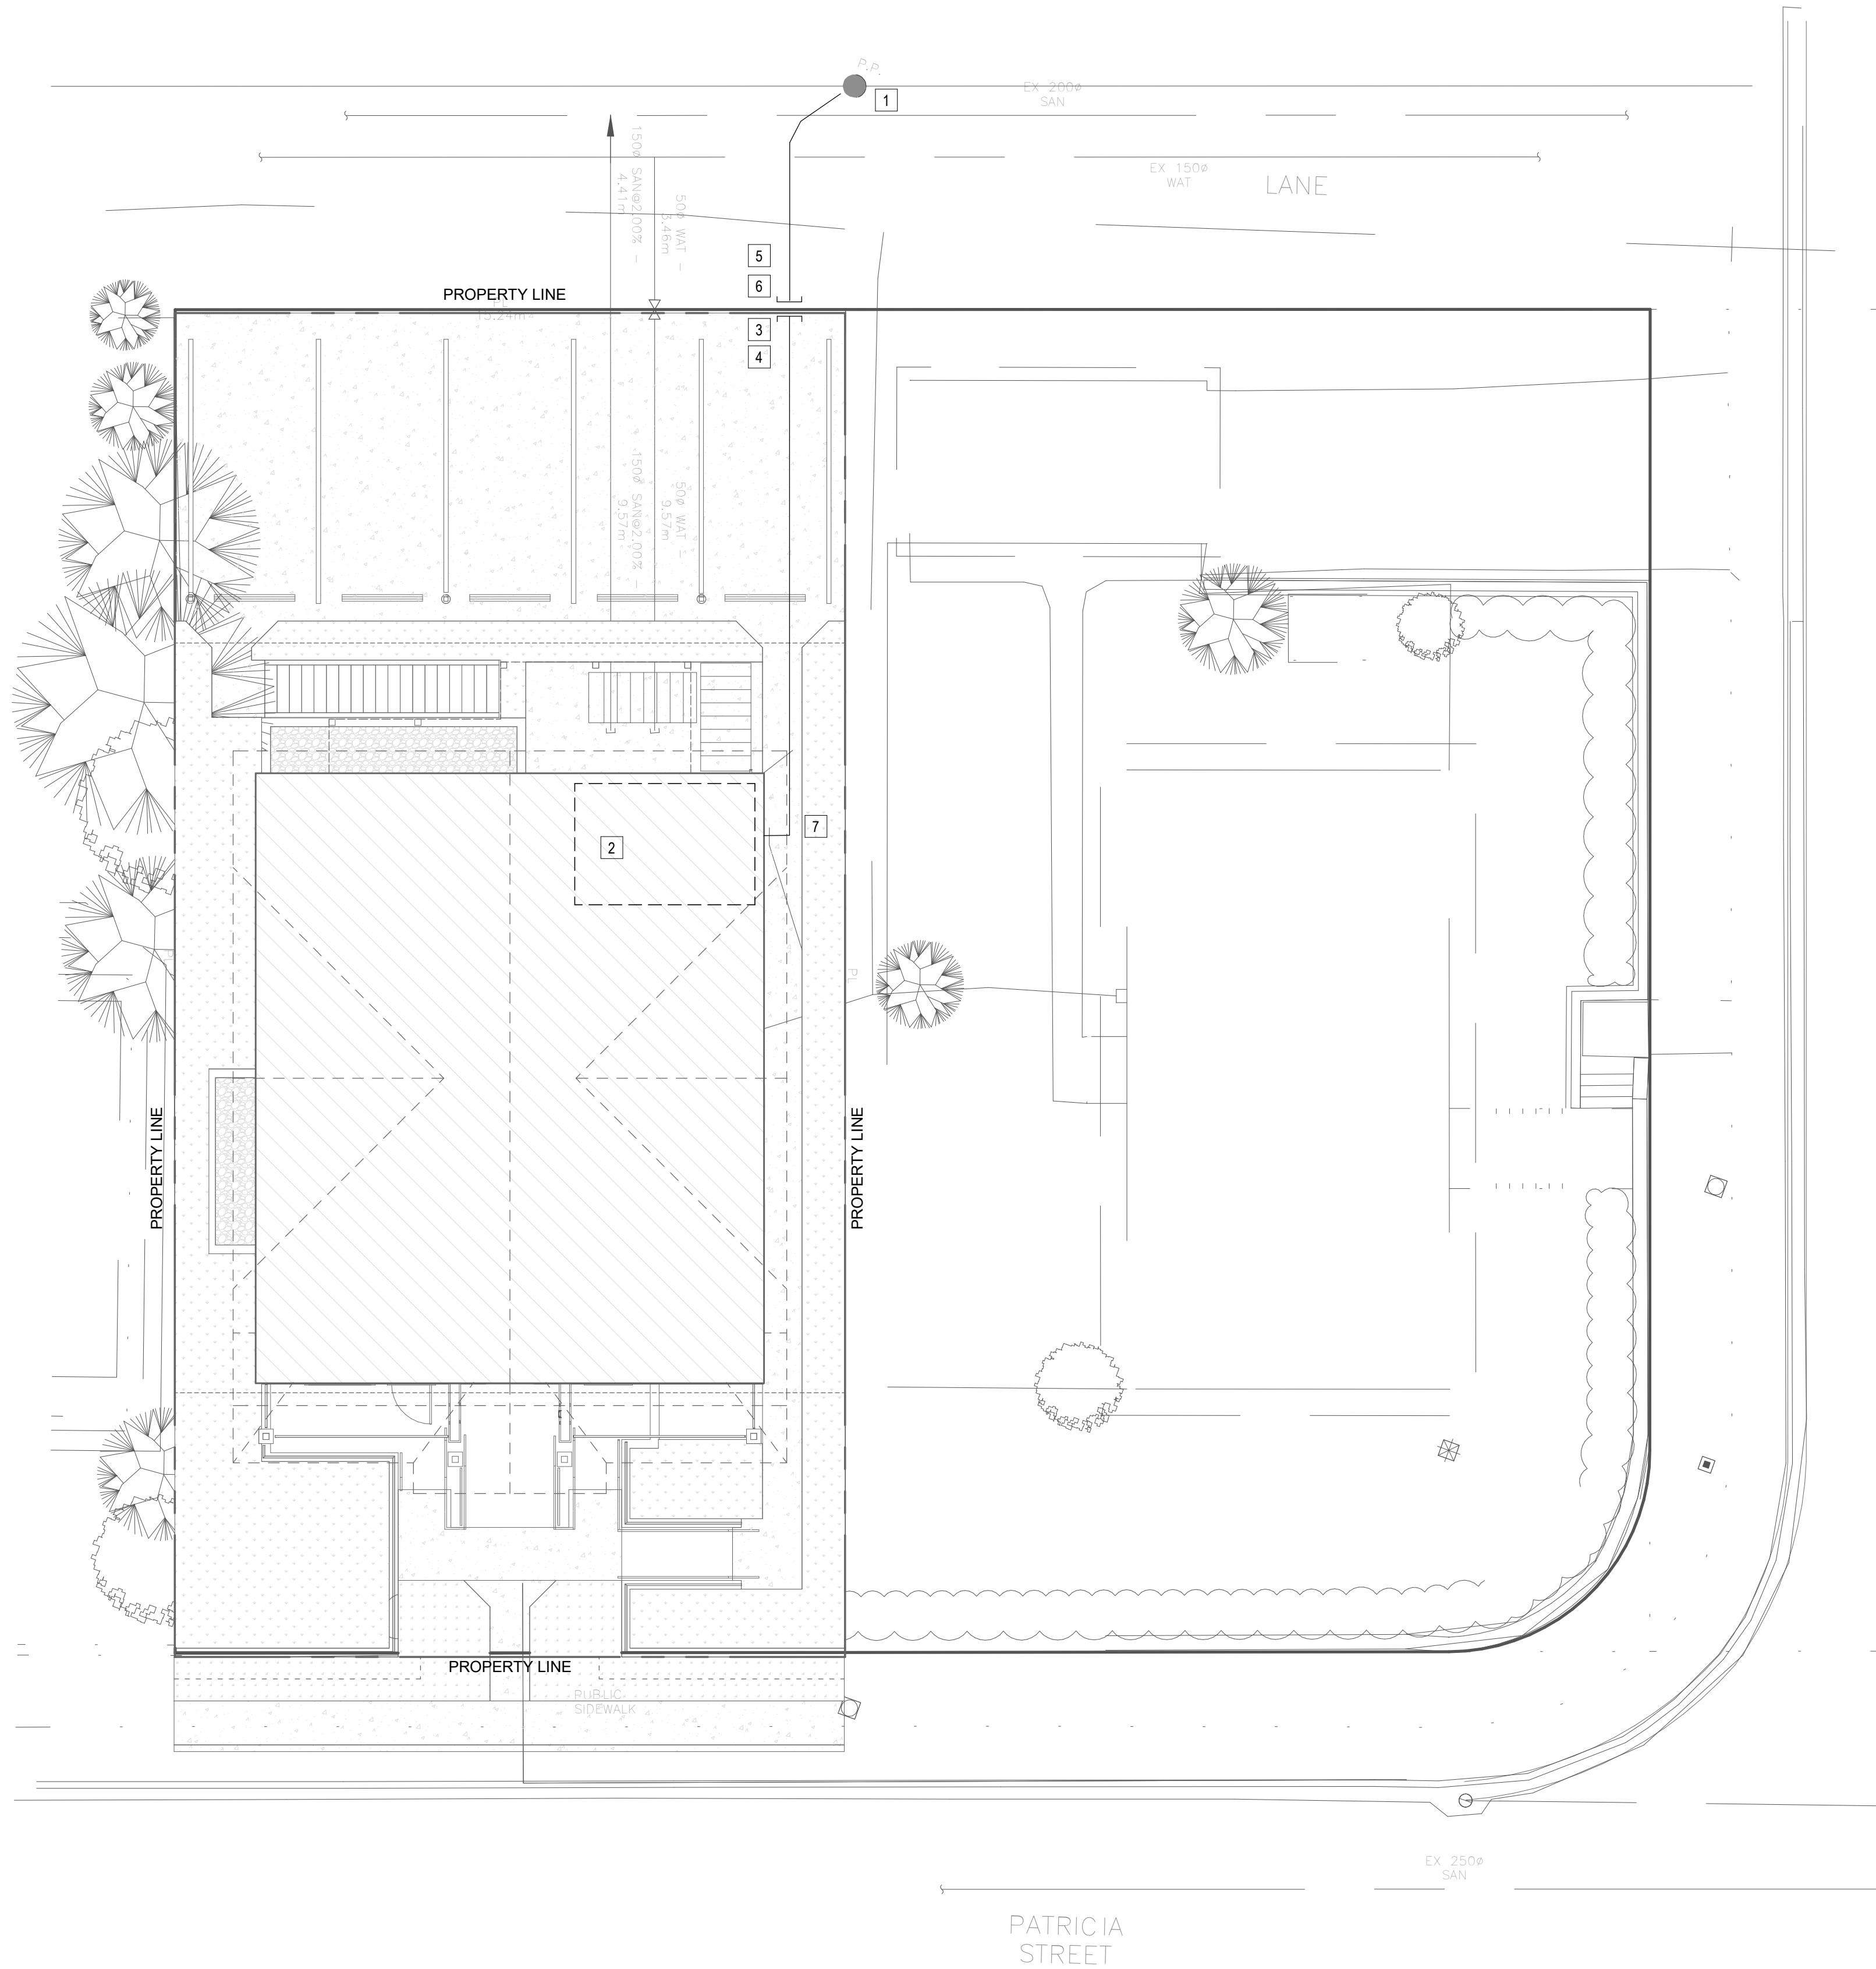 P.P.
1
EX 200ø
SAN
EX 150ø
WAT
LANE
150ø SAN@2.00% -
4.41m
50ø WAT -
3.46m
5
6
PROPERTY LINE
15.24m
3
4
150ø SAN@2.00% -
9.57m
50ø WAT -
9.57m
2
7
PL
PROPERTY LINE
PROPERTY LINE
PROPERTY LINE
PUBLIC
SIDEWALK
EX 250ø
SAN
PATRICIA
STREET